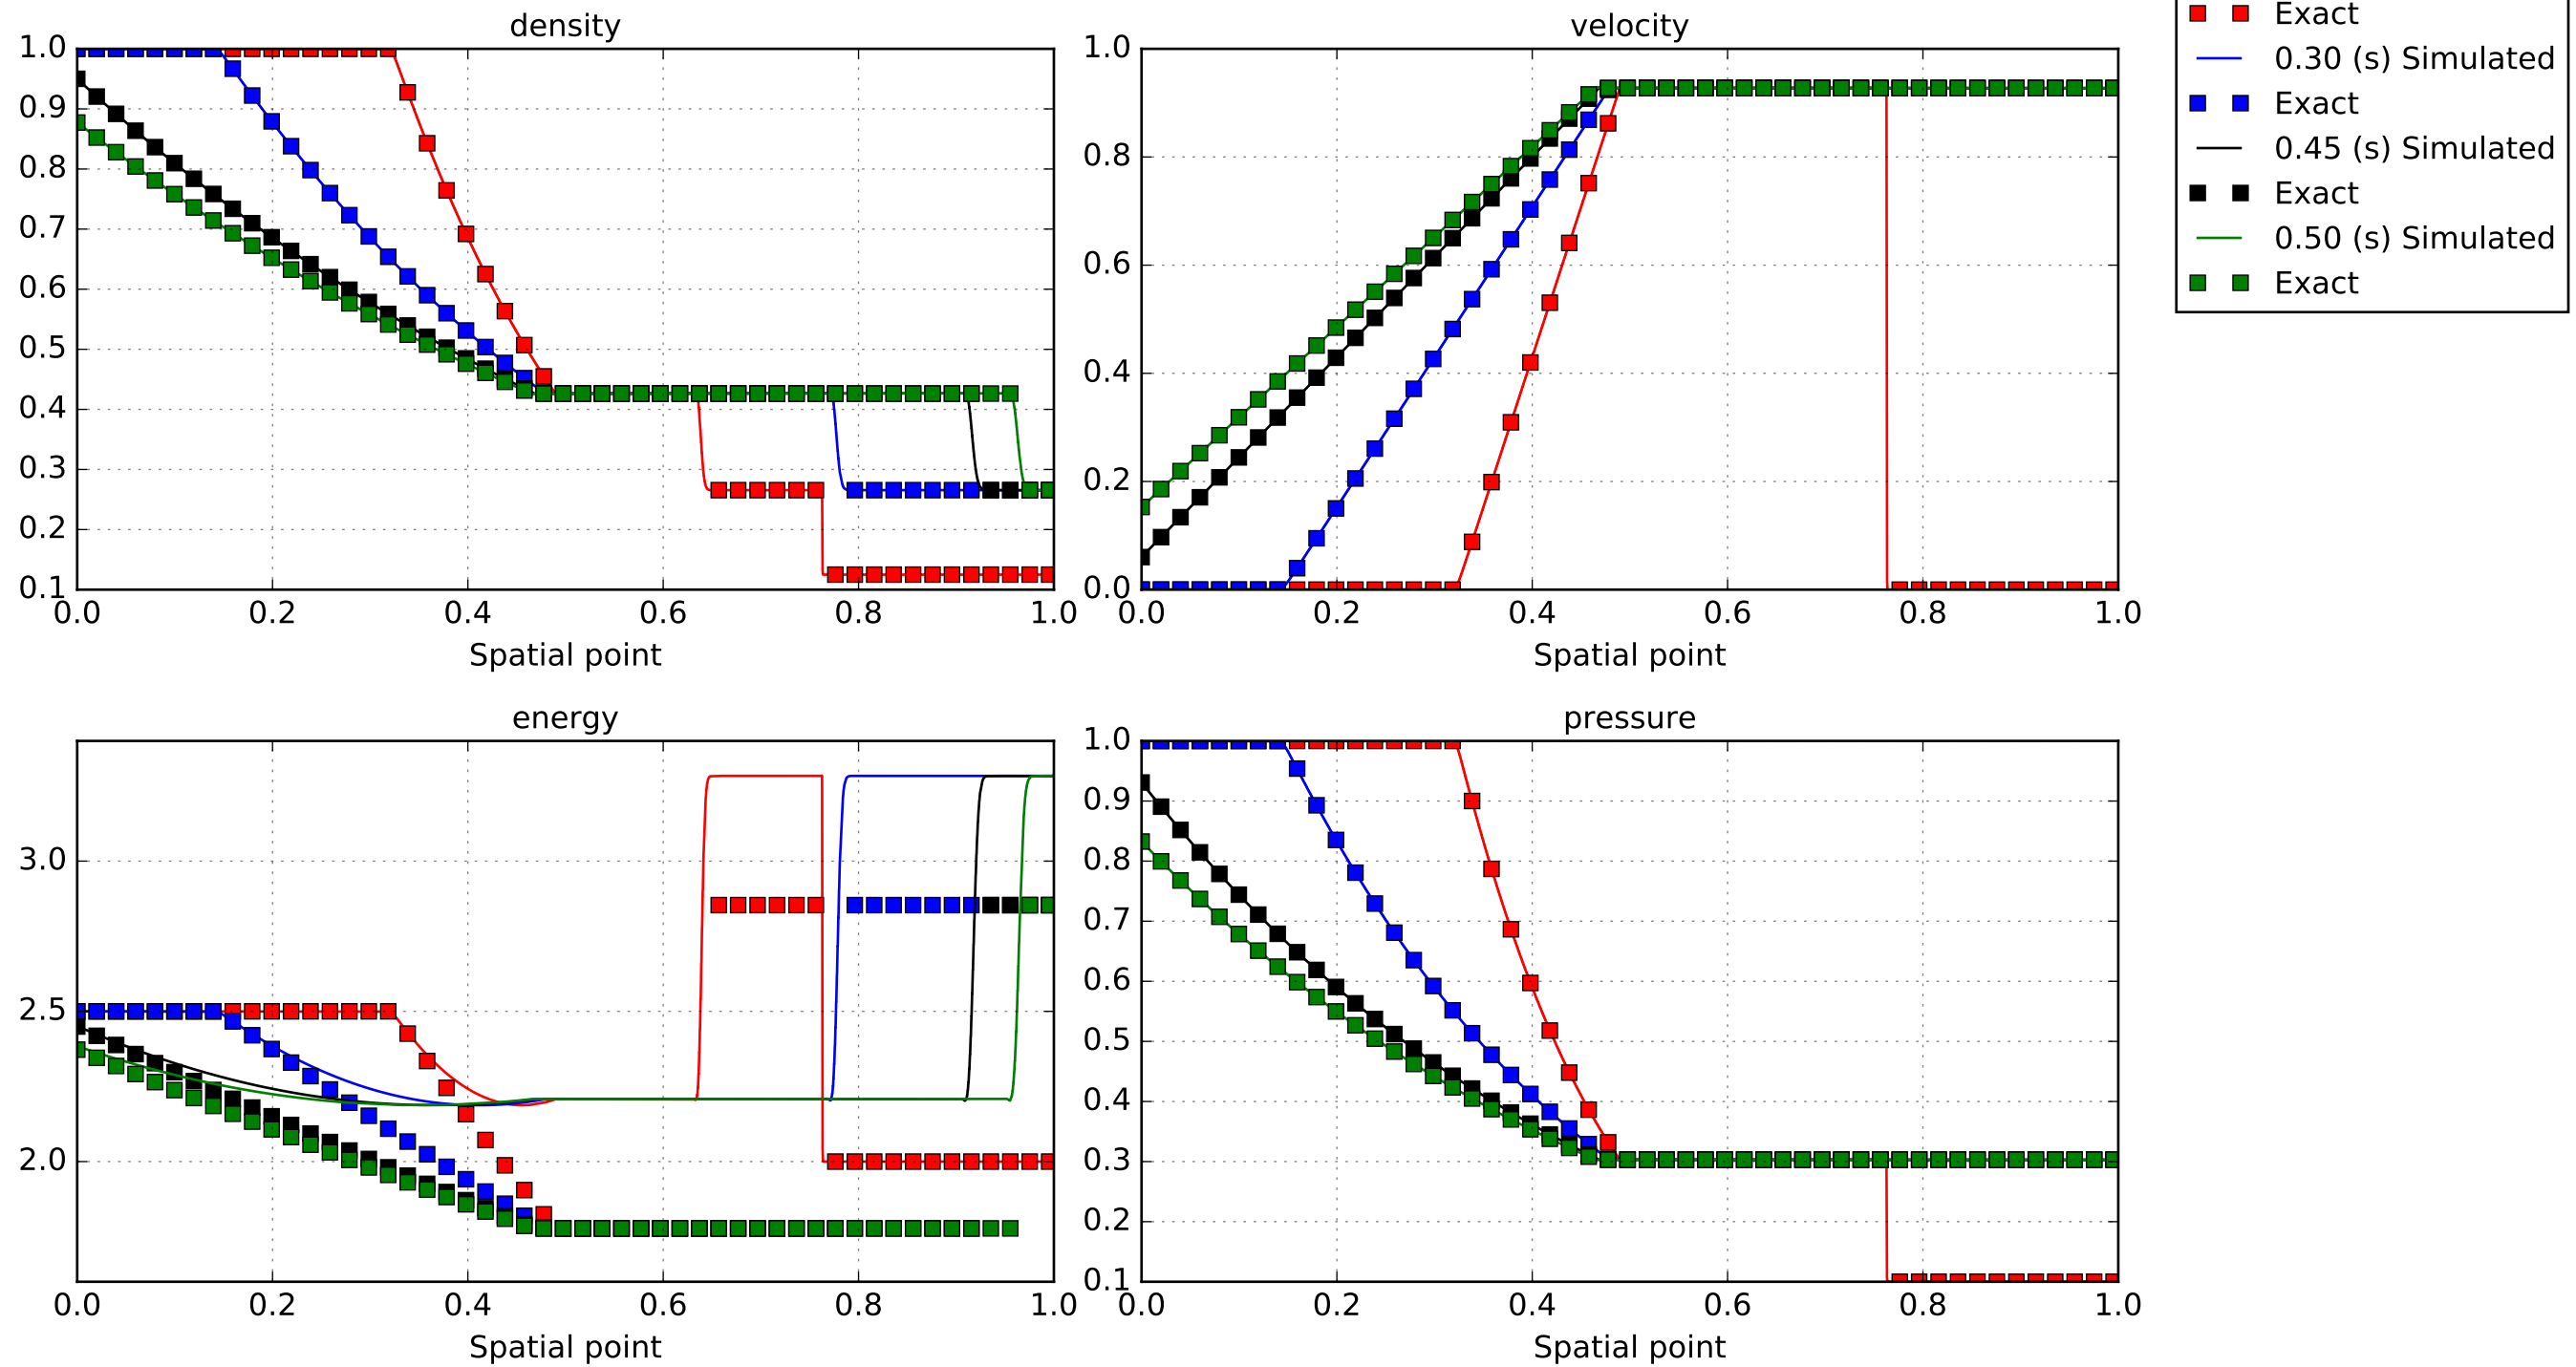 density
1.0
0.9
0.8
0.7
0.6
0.5
0.4
0.3
0.2
0.1
0.0 0.2 0.4 0.6 0.8 1.0
Spatial point
velocity
1.0
0.8
0.6
0.4
0.2
0.0
0.0 0.2 0.4 0.6 0.8 1.0
Spatial point
Exact
0.30 (s) Simulated
Exact
0.45 (s) Simulated
Exact
0.50 (s) Simulated
Exact
energy
3.0
2.5
2.0
0.0 0.2 0.4 0.6 0.8 1.0
Spatial point
pressure
1.0
0.9
0.8
0.7
0.6
0.5
0.4
0.3
0.2
0.1
0.0 0.2 0.4 0.6 0.8 1.0
Spatial point